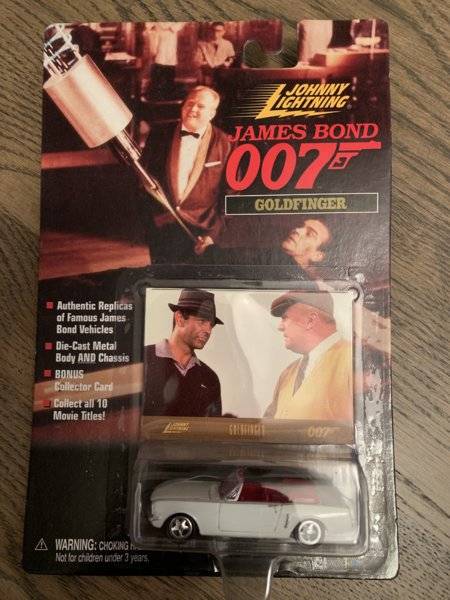 JOHNNY
LIGHTNING
JAMES BOND
007
GOLDFINGER
Authentic Replicas
of Famous James
Bond Vehicles
Die-Cast Metal
Body AND Chassis
BONUS
Collector Card
Collect all 10
Movie Titles!
JOHNNY
LIGHTNING
GOLDFINGER
007
WARNING: CHOKING HA
Not for children under 3 years.